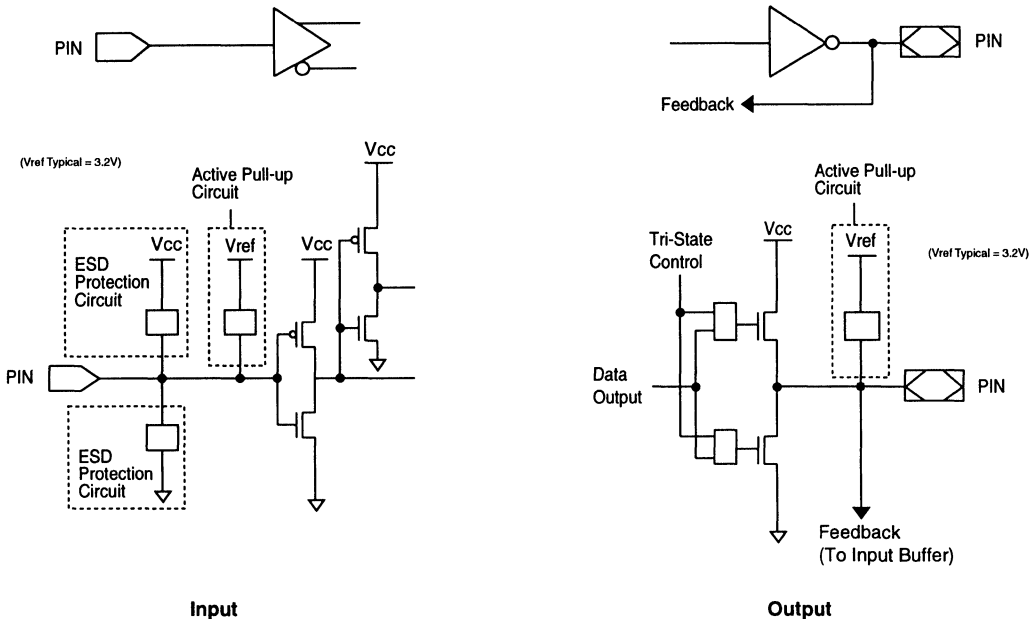 PIN
PIN
Feedback
(Vref Typical = 3.2V)
Active Pull-up
Circuit
Vcc
ESD
Protection
Circuit
Vcc
Vref
Vcc
PIN
ESD
Protection
Circuit
Input
Active Pull-up
Circuit
Tri-State
Control
Vcc
Vref
(Vref Typical = 3.2V)
Data
Output
PIN
Feedback
(To Input Buffer)
Output